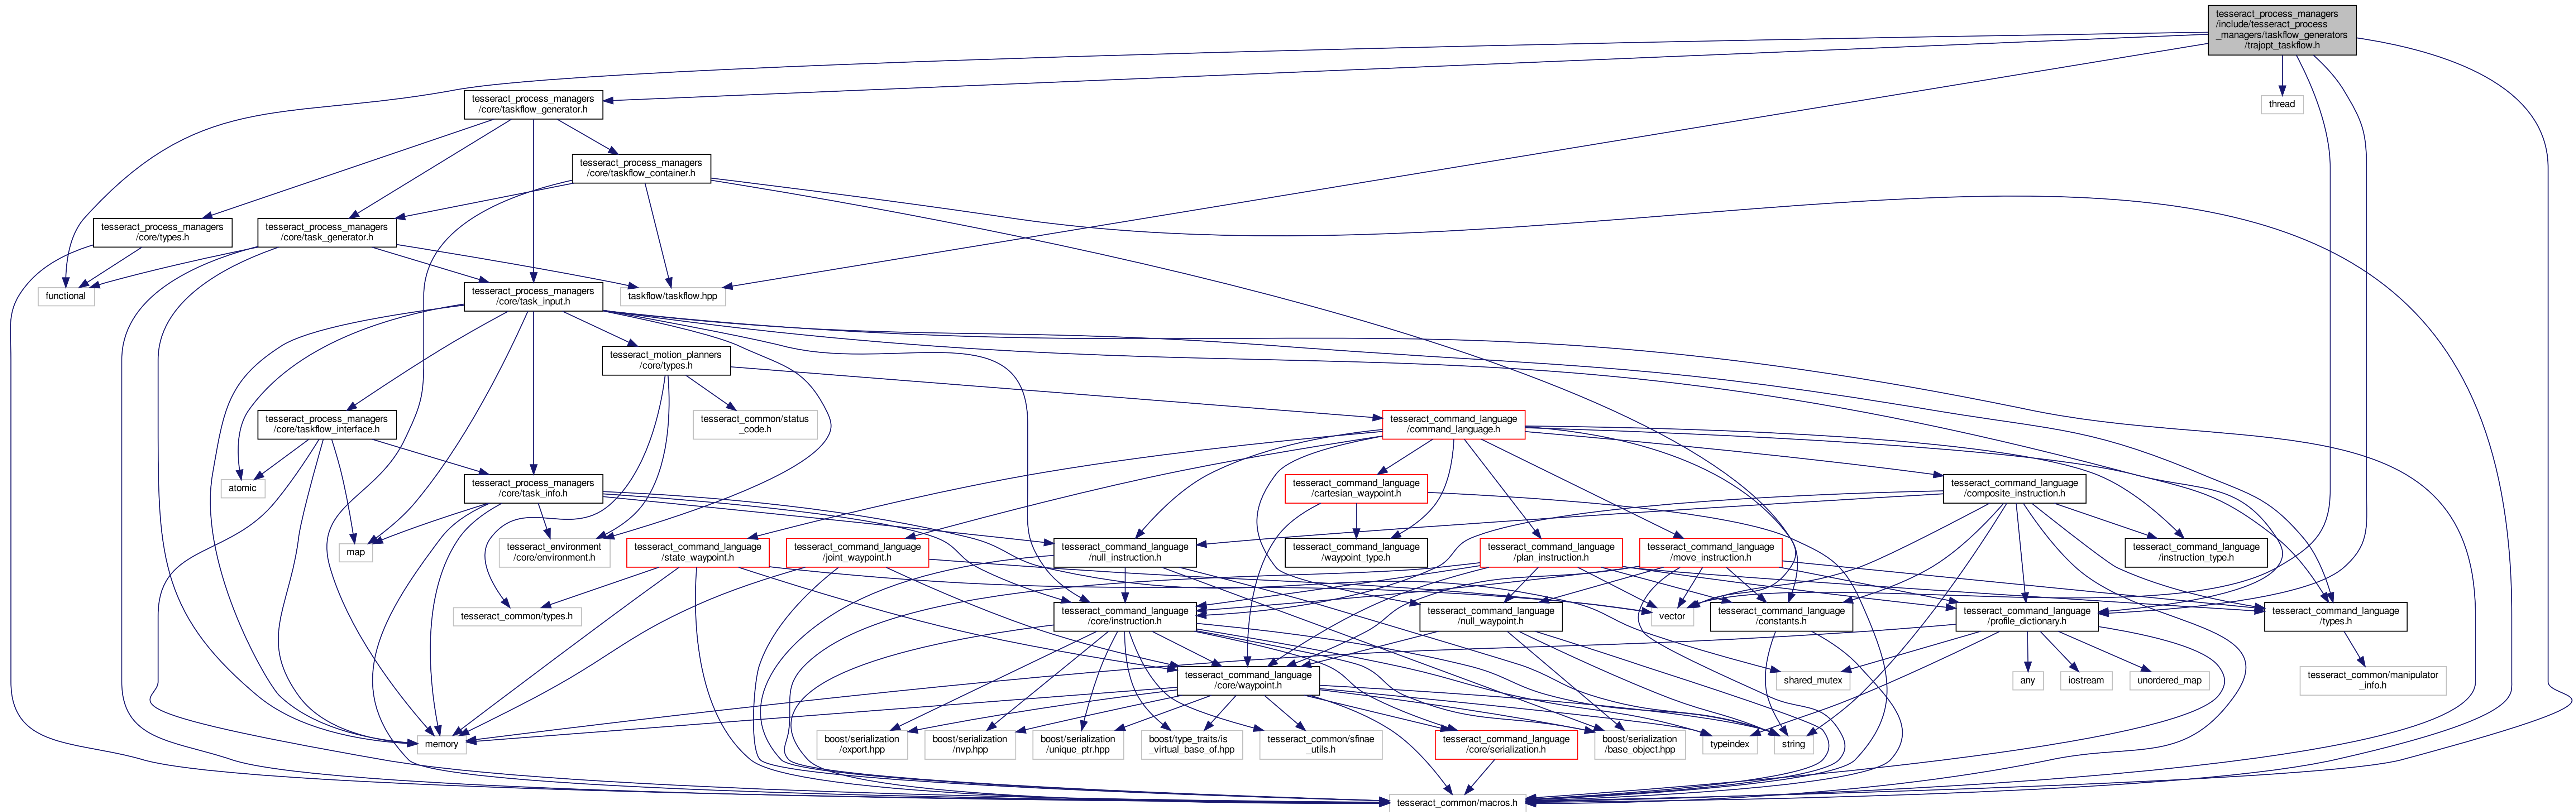 tesseract_process_managers
/include/tesseract_process
_managers/taskflow_generators
/trajopt_taskflow.h
tesseract_process_managers
/core/taskflow_generator.h
thread
tesseract_process_managers
/core/taskflow_container.h
tesseract_process_managers
/core/types.h
tesseract_process_managers
/core/task_generator.h
functional
tesseract_process_managers
/core/task_input.h
taskflow/taskflow.hpp
tesseract_motion_planners
/core/types.h
tesseract_process_managers
/core/taskflow_interface.h
tesseract_common/status
_code.h
tesseract_command_language
/command_language.h
atomic
tesseract_process_managers
/core/task_info.h
tesseract_command_language
/cartesian_waypoint.h
tesseract_command_language
/composite_instruction.h
map
tesseract_environment
/core/environment.h
tesseract_command_language
/state_waypoint.h
tesseract_command_language
/joint_waypoint.h
tesseract_command_language
/null_instruction.h
tesseract_command_language
/waypoint_type.h
tesseract_command_language
/plan_instruction.h
tesseract_command_language
/move_instruction.h
tesseract_command_language
/instruction_type.h
tesseract_common/types.h
tesseract_command_language
/core/instruction.h
tesseract_command_language
/null_waypoint.h
vector
tesseract_command_language
/constants.h
tesseract_command_language
/profile_dictionary.h
tesseract_command_language
/types.h
tesseract_command_language
/core/waypoint.h
shared_mutex
any
iostream
unordered_map
tesseract_common/manipulator
_info.h
memory
boost/serialization
/export.hpp
boost/serialization
/nvp.hpp
boost/serialization
/unique_ptr.hpp
boost/type_traits/is
_virtual_base_of.hpp
tesseract_common/sfinae
_utils.h
tesseract_command_language
/core/serialization.h
boost/serialization
/base_object.hpp
typeindex
string
tesseract_common/macros.h